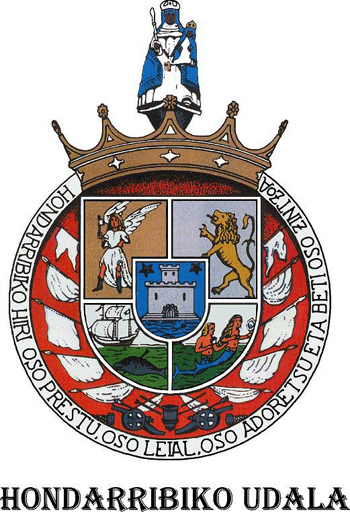 HONDARRIBIKO HIRI OSO PRESTU, OSO LEIAL, OSO ADORETSU ETA BETI OSO ZINTZOA
HONDARRIBIKO UDALA